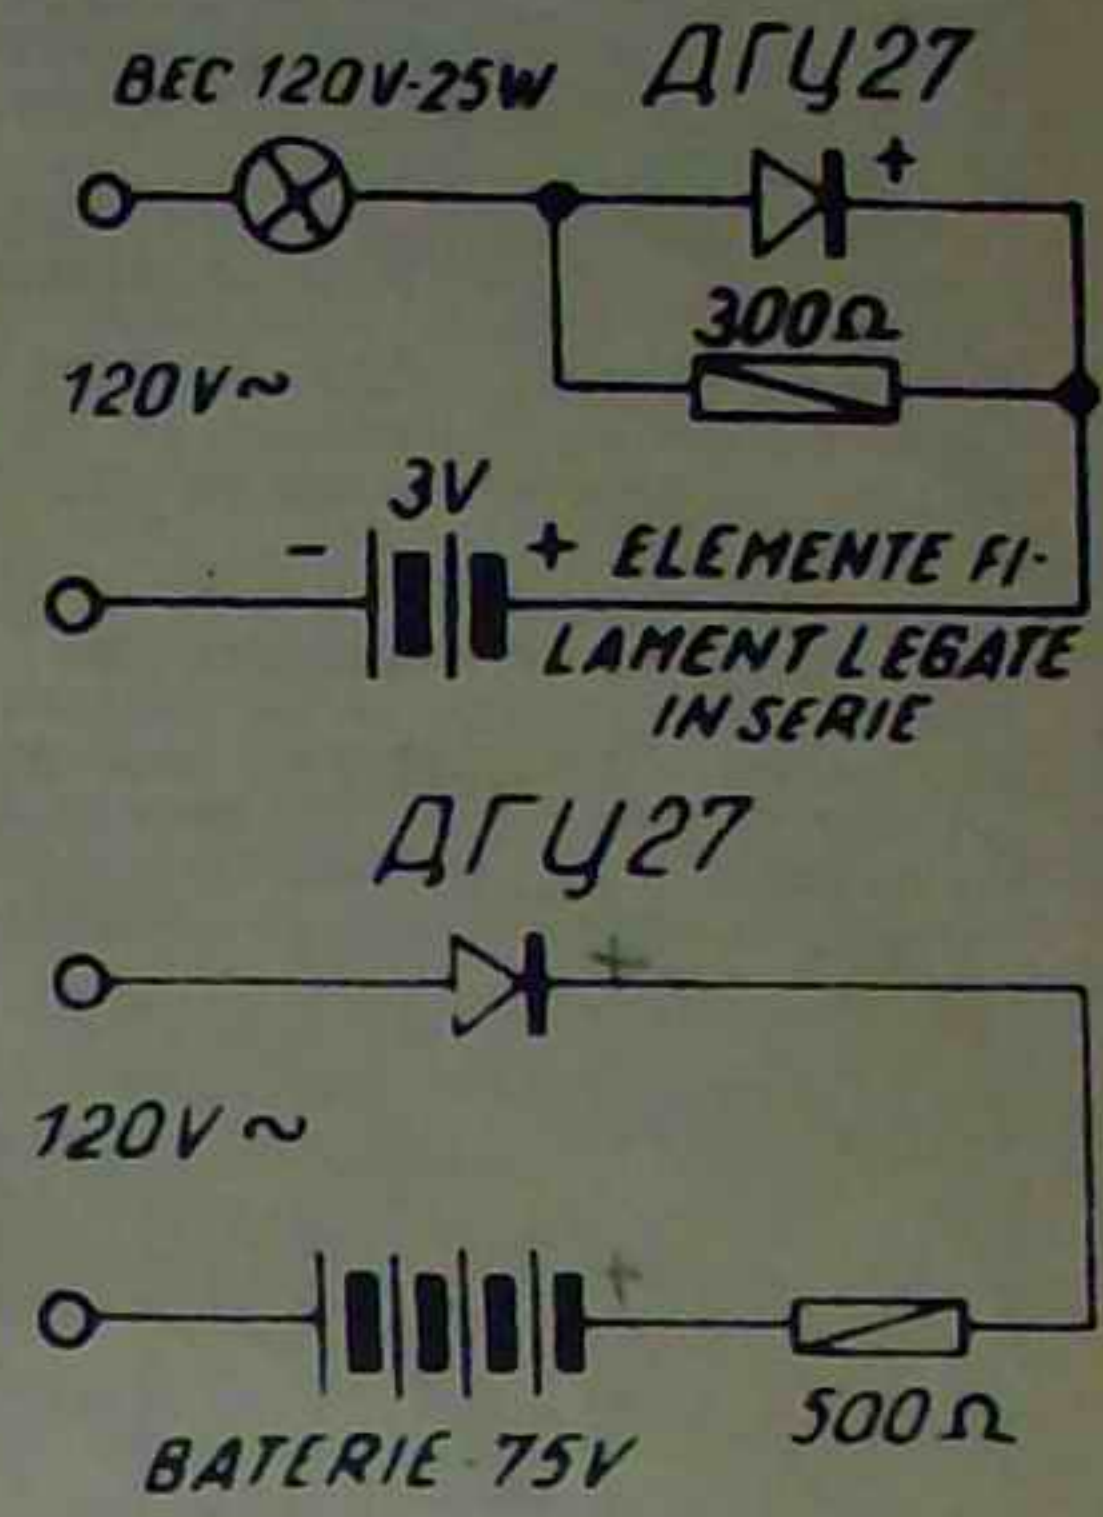 BEC 120V-25W ДГЦ27
+
300Ω
120V~
3V
- + ELEMENTE FI-
LAMENT LEGATE
IN SERIE
ДГЦ27
+
120V~
+
500Ω
BATERIE-75V